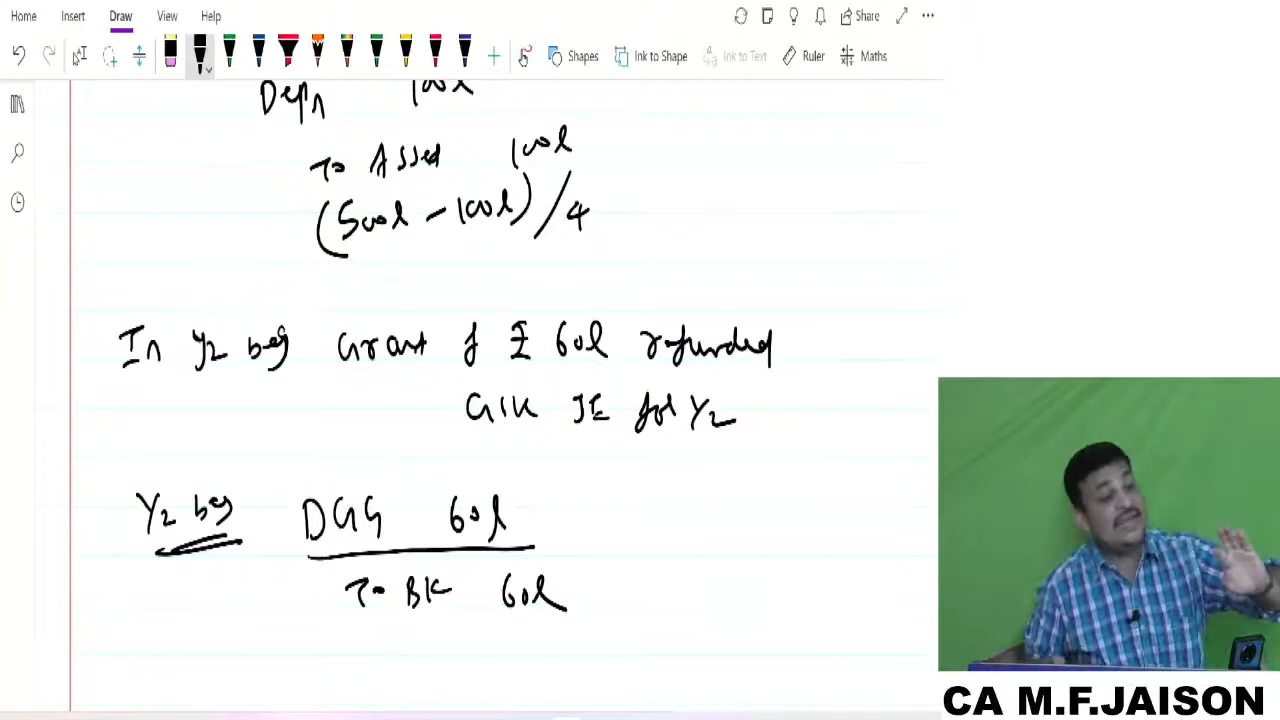 Home Insert Draw View Help Share
Shapes Ink to Shape Ink to Text Ruler Maths
Depn 100l
To Asset 100l
(500l - 100l)/4
In Y2 beg Grant of ₹ 60l refunded
JE for Y2
Y2 beg DGG 60l
To BK 60l
CA M.F.JAISON